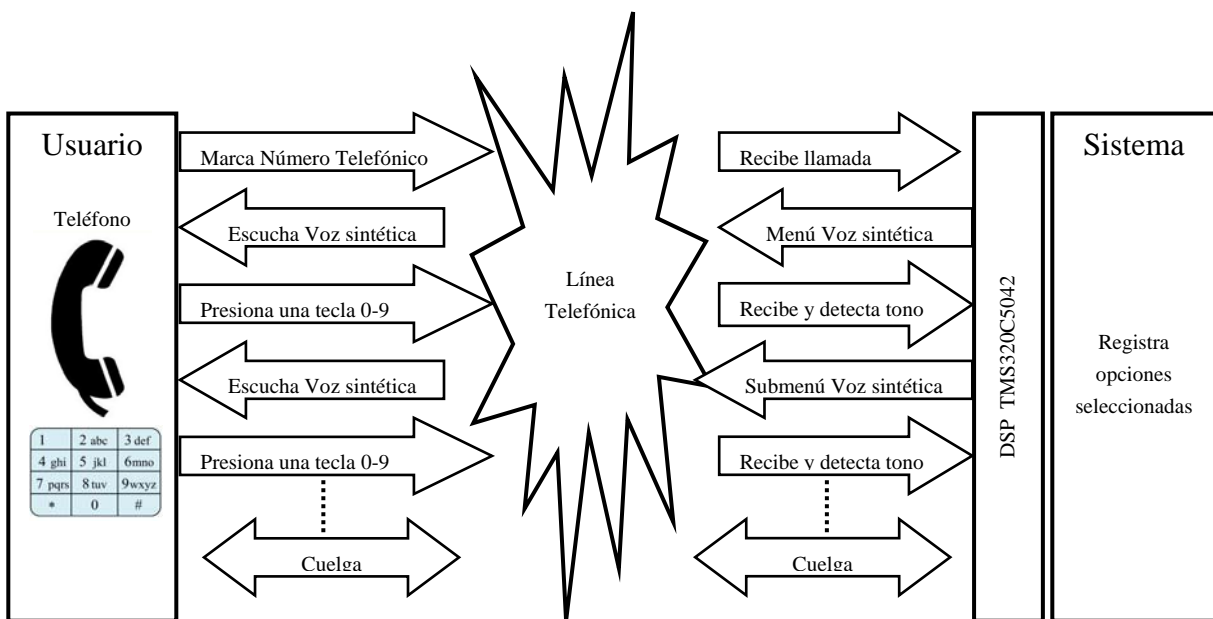 Usuario
Teléfono
1
2 abc
3 def
4 ghi
5 jkl
6mno
7 pqrs
8 tuv
9wxyz
*
0
#
Marca Número Telefónico
Escucha Voz sintética
Presiona una tecla 0-9
Escucha Voz sintética
Presiona una tecla 0-9
Cuelga
Línea
Telefónica
Recibe llamada
Menú Voz sintética
Recibe y detecta tono
Submenú Voz sintética
Recibe y detecta tono
Cuelga
DSP TMS320C5042
Sistema
Registra
opciones
seleccionadas